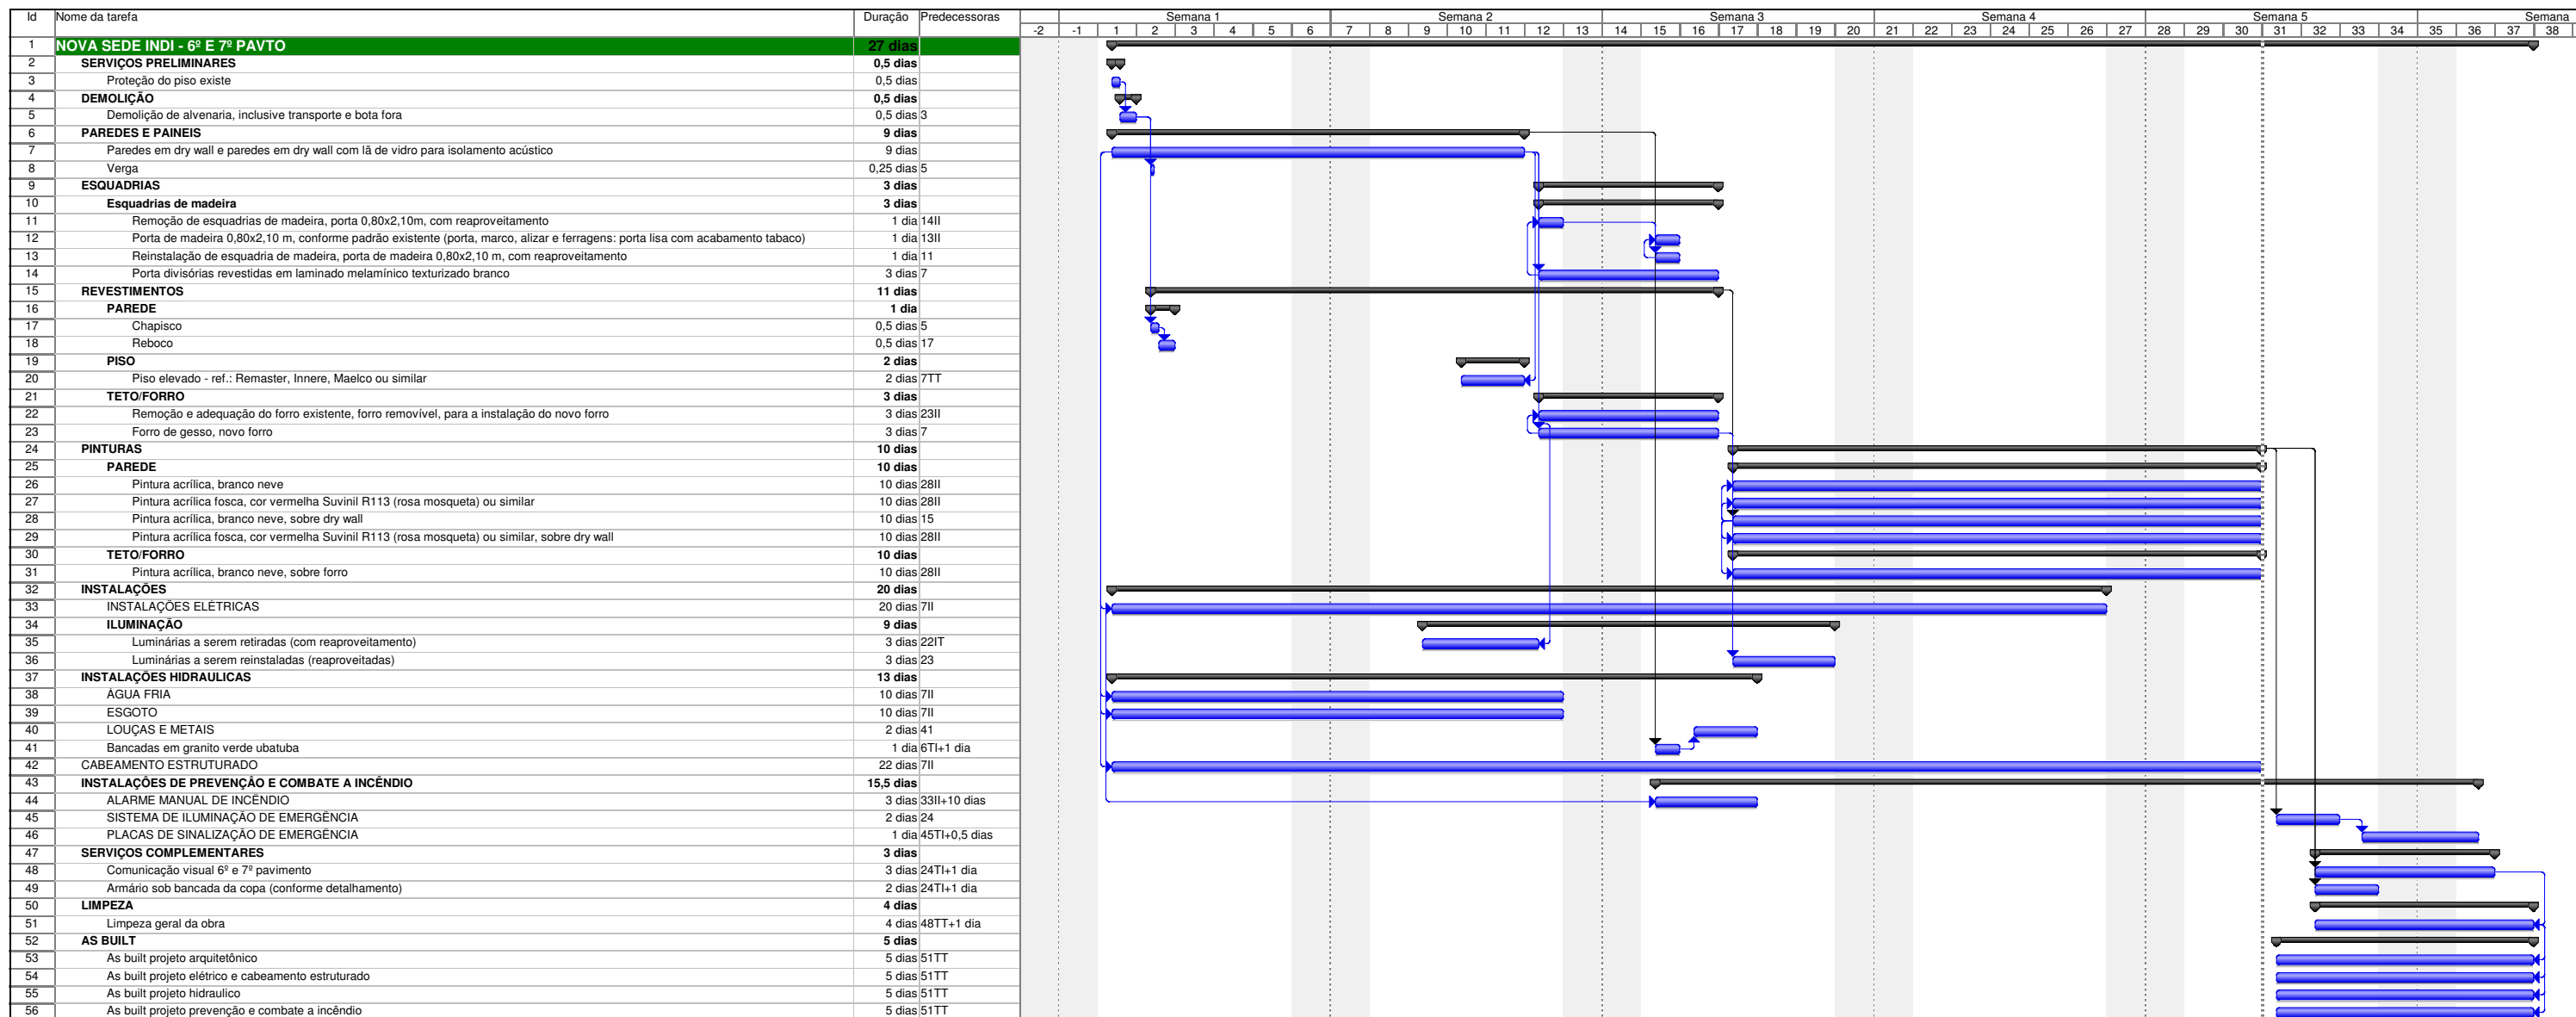 Id Nome da tarefa Duração Predecessoras Semana 1 Semana 2 Semana 3 Semana 4 Semana 5 Semana
-2 -1 1 2 3 4 5 6 7 8 9 10 11 12 13 14 15 16 17 18 19 20 21 22 23 24 25 26 27 28 29 30 31 32 33 34 35 36 37 38
1 NOVA SEDE INDI - 6º E 7º PAVTO 27 dias
2 SERVIÇOS PRELIMINARES 0,5 dias
3 Proteção do piso existe 0,5 dias
4 DEMOLIÇÃO 0,5 dias
5 Demolição de alvenaria, inclusive transporte e bota fora 0,5 dias 3
6 PAREDES E PAINEIS 9 dias
7 Paredes em dry wall e paredes em dry wall com lã de vidro para isolamento acústico 9 dias
8 Verga 0,25 dias 5
9 ESQUADRIAS 3 dias
10 Esquadrias de madeira 3 dias
11 Remoção de esquadrias de madeira, porta 0,80x2,10m, com reaproveitamento 1 dia 14II
12 Porta de madeira 0,80x2,10 m, conforme padrão existente (porta, marco, alizar e ferragens: porta lisa com acabamento tabaco) 1 dia 13II
13 Reinstalação de esquadria de madeira, porta de madeira 0,80x2,10 m, com reaproveitamento 1 dia 11
14 Porta divisórias revestidas em laminado melamínico texturizado branco 3 dias 7
15 REVESTIMENTOS 11 dias
16 PAREDE 1 dia
17 Chapisco 0,5 dias 5
18 Reboco 0,5 dias 17
19 PISO 2 dias
20 Piso elevado - ref.: Remaster, Innere, Maelco ou similar 2 dias 7TT
21 TETO/FORRO 3 dias
22 Remoção e adequação do forro existente, forro removível, para a instalação do novo forro 3 dias 23II
23 Forro de gesso, novo forro 3 dias 7
24 PINTURAS 10 dias
25 PAREDE 10 dias
26 Pintura acrílica, branco neve 10 dias 28II
27 Pintura acrílica fosca, cor vermelha Suvinil R113 (rosa mosqueta) ou similar 10 dias 28II
28 Pintura acrílica, branco neve, sobre dry wall 10 dias 15
29 Pintura acrílica fosca, cor vermelha Suvinil R113 (rosa mosqueta) ou similar, sobre dry wall 10 dias 28II
30 TETO/FORRO 10 dias
31 Pintura acrílica, branco neve, sobre forro 10 dias 28II
32 INSTALAÇÕES 20 dias
33 INSTALAÇÕES ELÉTRICAS 20 dias 7II
34 ILUMINAÇÃO 9 dias
35 Luminárias a serem retiradas (com reaproveitamento) 3 dias 22IT
36 Luminárias a serem reinstaladas (reaproveitadas) 3 dias 23
37 INSTALAÇÕES HIDRAULICAS 13 dias
38 ÁGUA FRIA 10 dias 7II
39 ESGOTO 10 dias 7II
40 LOUÇAS E METAIS 2 dias 41
41 Bancadas em granito verde ubatuba 1 dia 6TI+1 dia
42 CABEAMENTO ESTRUTURADO 22 dias 7II
43 INSTALAÇÕES DE PREVENÇÂO E COMBATE A INCÊNDIO 15,5 dias
44 ALARME MANUAL DE INCÊNDIO 3 dias 33II+10 dias
45 SISTEMA DE ILUMINAÇÃO DE EMERGÊNCIA 2 dias 24
46 PLACAS DE SINALIZAÇÃO DE EMERGÊNCIA 1 dia 45TI+0,5 dias
47 SERVIÇOS COMPLEMENTARES 3 dias
48 Comunicação visual 6º e 7º pavimento 3 dias 24TI+1 dia
49 Armário sob bancada da copa (conforme detalhamento) 2 dias 24TI+1 dia
50 LIMPEZA 4 dias
51 Limpeza geral da obra 4 dias 48TT+1 dia
52 AS BUILT 5 dias
53 As built projeto arquitetônico 5 dias 51TT
54 As built projeto elétrico e cabeamento estruturado 5 dias 51TT
55 As built projeto hidraulico 5 dias 51TT
56 As built projeto prevenção e combate a incêndio 5 dias 51TT